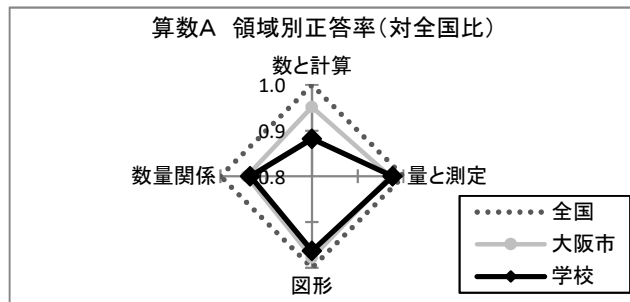 算数A 領域別正答率(対全国比)
数と計算
1.0
0.9
数量関係
0.8
量と測定
図形
全国
大阪市
学校